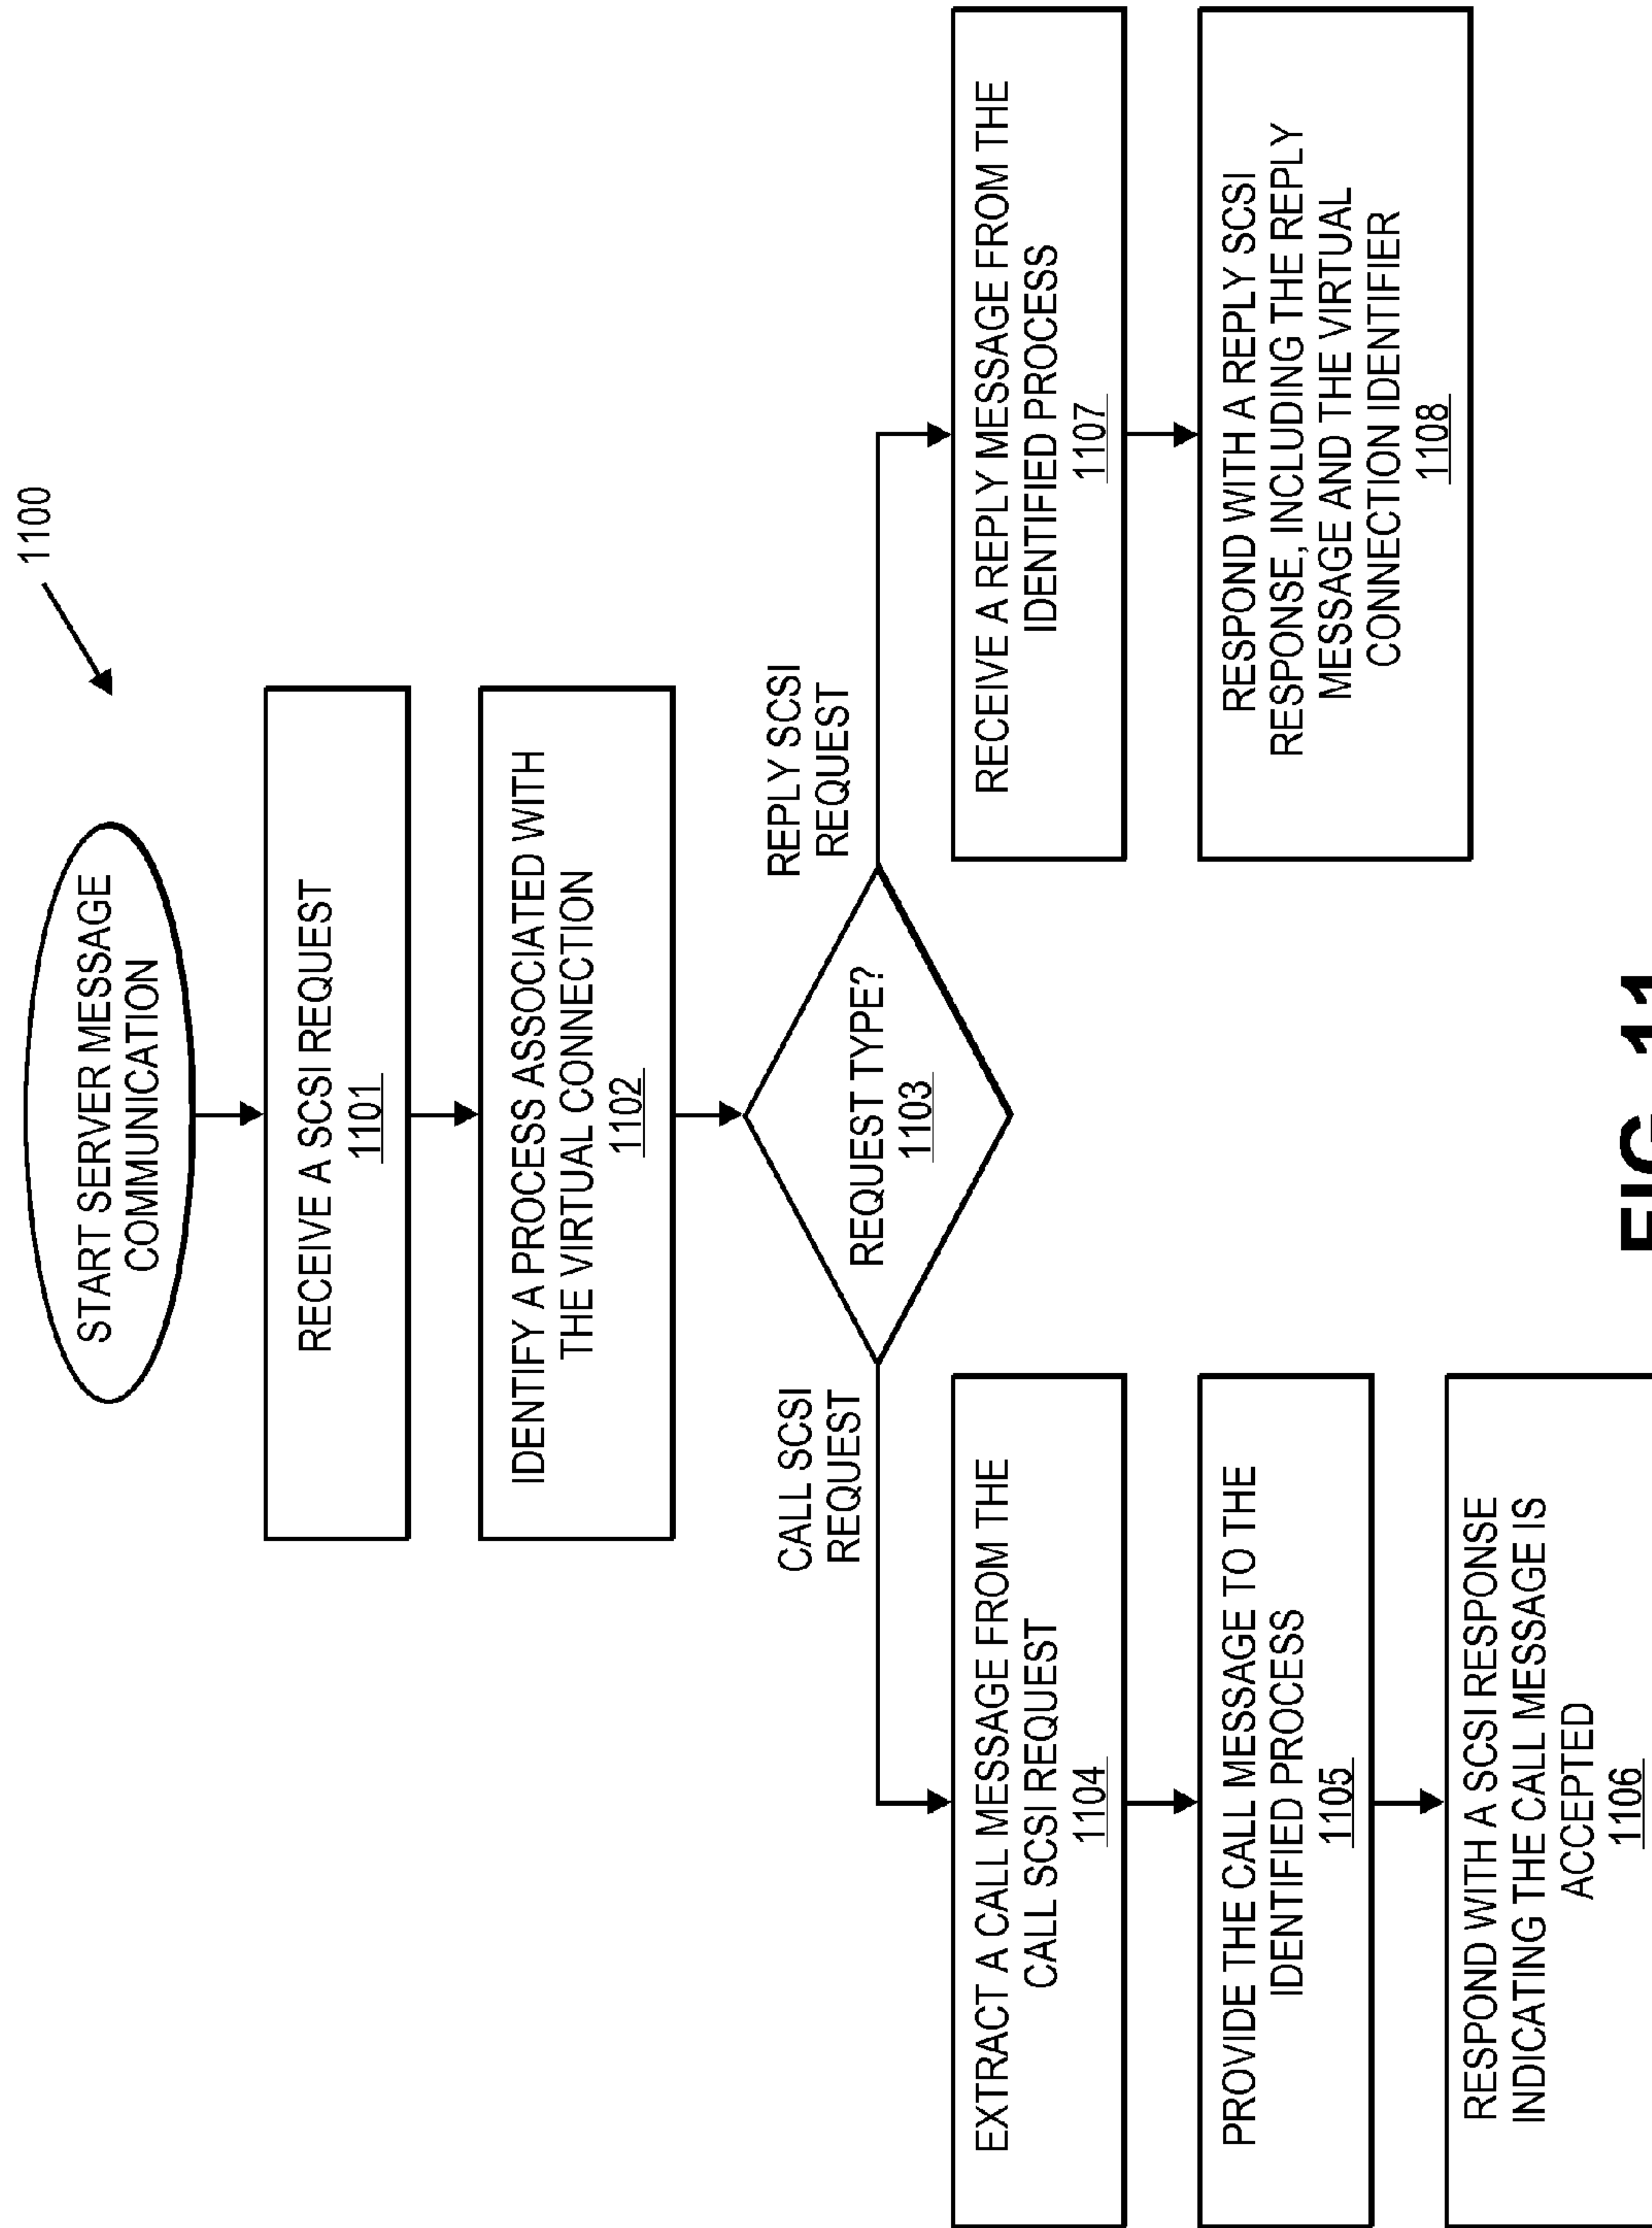 1100
START SERVER MESSAGE
COMMUNICATION
RECEIVE A SCSI REQUEST
1101
IDENTIFY A PROCESS ASSOCIATED WITH
THE VIRTUAL CONNECTION
1102
REQUEST TYPE?
1103
CALL SCSI
REQUEST
REPLY SCSI
REQUEST
EXTRACT A CALL MESSAGE FROM THE
CALL SCSI REQUEST
1104
PROVIDE THE CALL MESSAGE TO THE
IDENTIFIED PROCESS
1105
RESPOND WITH A SCSI RESPONSE
INDICATING THE CALL MESSAGE IS
ACCEPTED
1106
RECEIVE A REPLY MESSAGE FROM THE
IDENTIFIED PROCESS
1107
RESPOND WITH A REPLY SCSI
RESPONSE, INCLUDING THE REPLY
MESSAGE AND THE VIRTUAL
CONNECTION IDENTIFIER
1108
FIG. 11